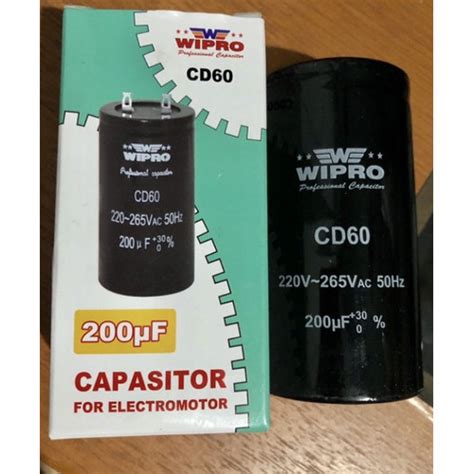 WIPRO
Professional Capacitor
CD60
WIPRO
Professional capacitor
CD60
220~265VAC 50Hz
200µF +30 0 %
200µF
CAPASITOR
FOR ELECTROMOTOR
WIPRO
Professional Capacitor
CD60
220V~265VAC 50Hz
200µF +30 0 %